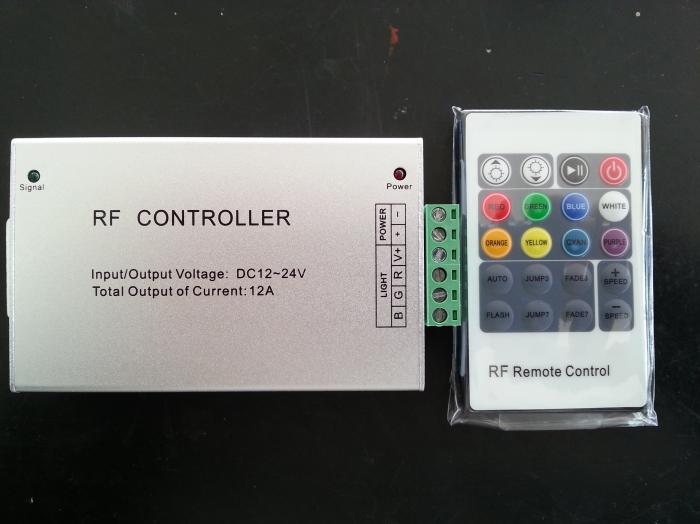 Signal
Power
RF CONTROLLER
Input/Output Voltage: DC12~24V
Total Output of Current:12A
POWER
− +
LIGHT
V+ R G B
RED GREEN BLUE WHITE
ORANGE YELLOW CYAN PURPLE
AUTO JUMP3 FADE3 + SPEED
FLASH JUMP7 FADE7 − SPEED
RF Remote Control